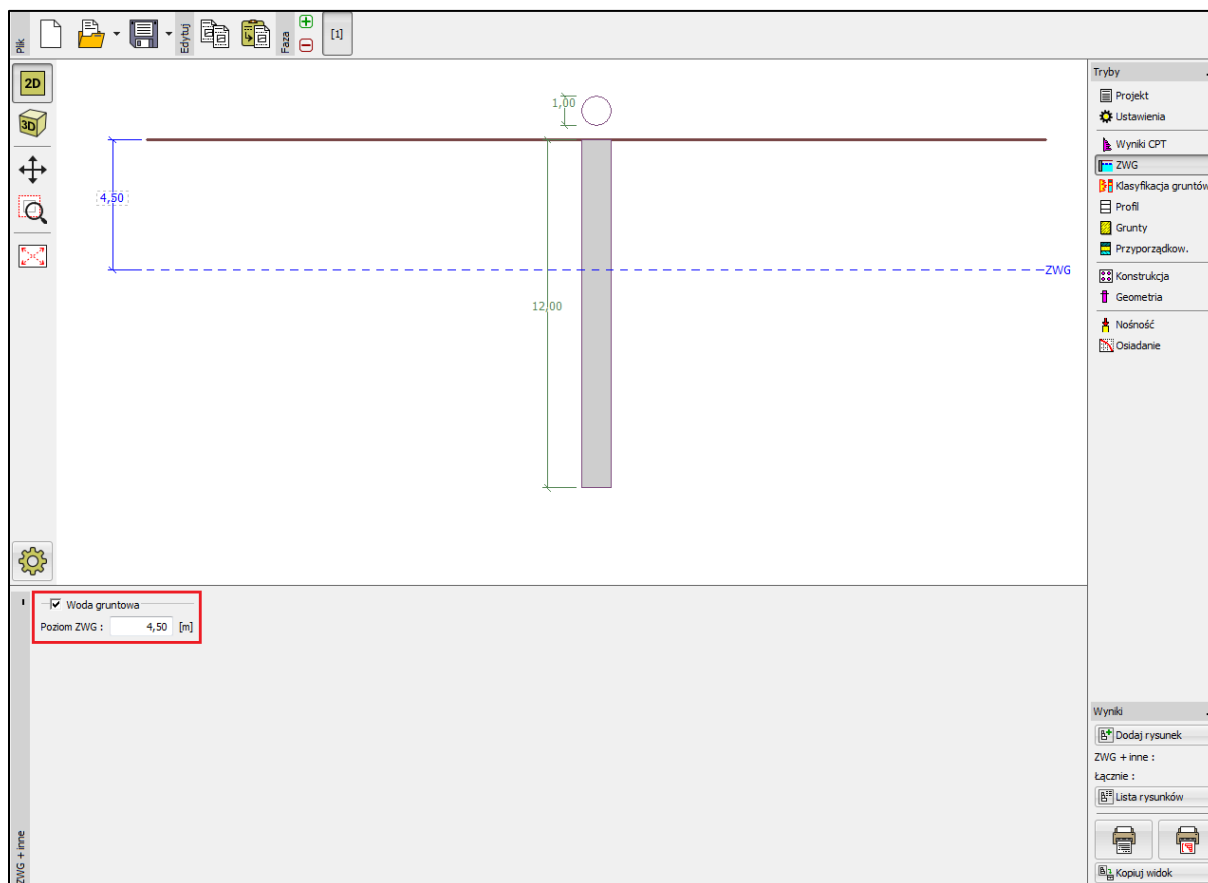 Plik
Edytuj
Faza
[1]
2D
3D
1,00
4,50
ZWG
12,00
Tryby
Projekt
Ustawienia
Wyniki CPT
ZWG
Klasyfikacja gruntów
Profil
Grunty
Przyporządkow.
Konstrukcja
Geometria
Nośność
Osiadanie
Woda gruntowa
Poziom ZWG : 4,50 [m]
ZWG + inne
Wyniki
Dodaj rysunek
ZWG + inne :
Łącznie :
Lista rysunków
Kopiuj widok